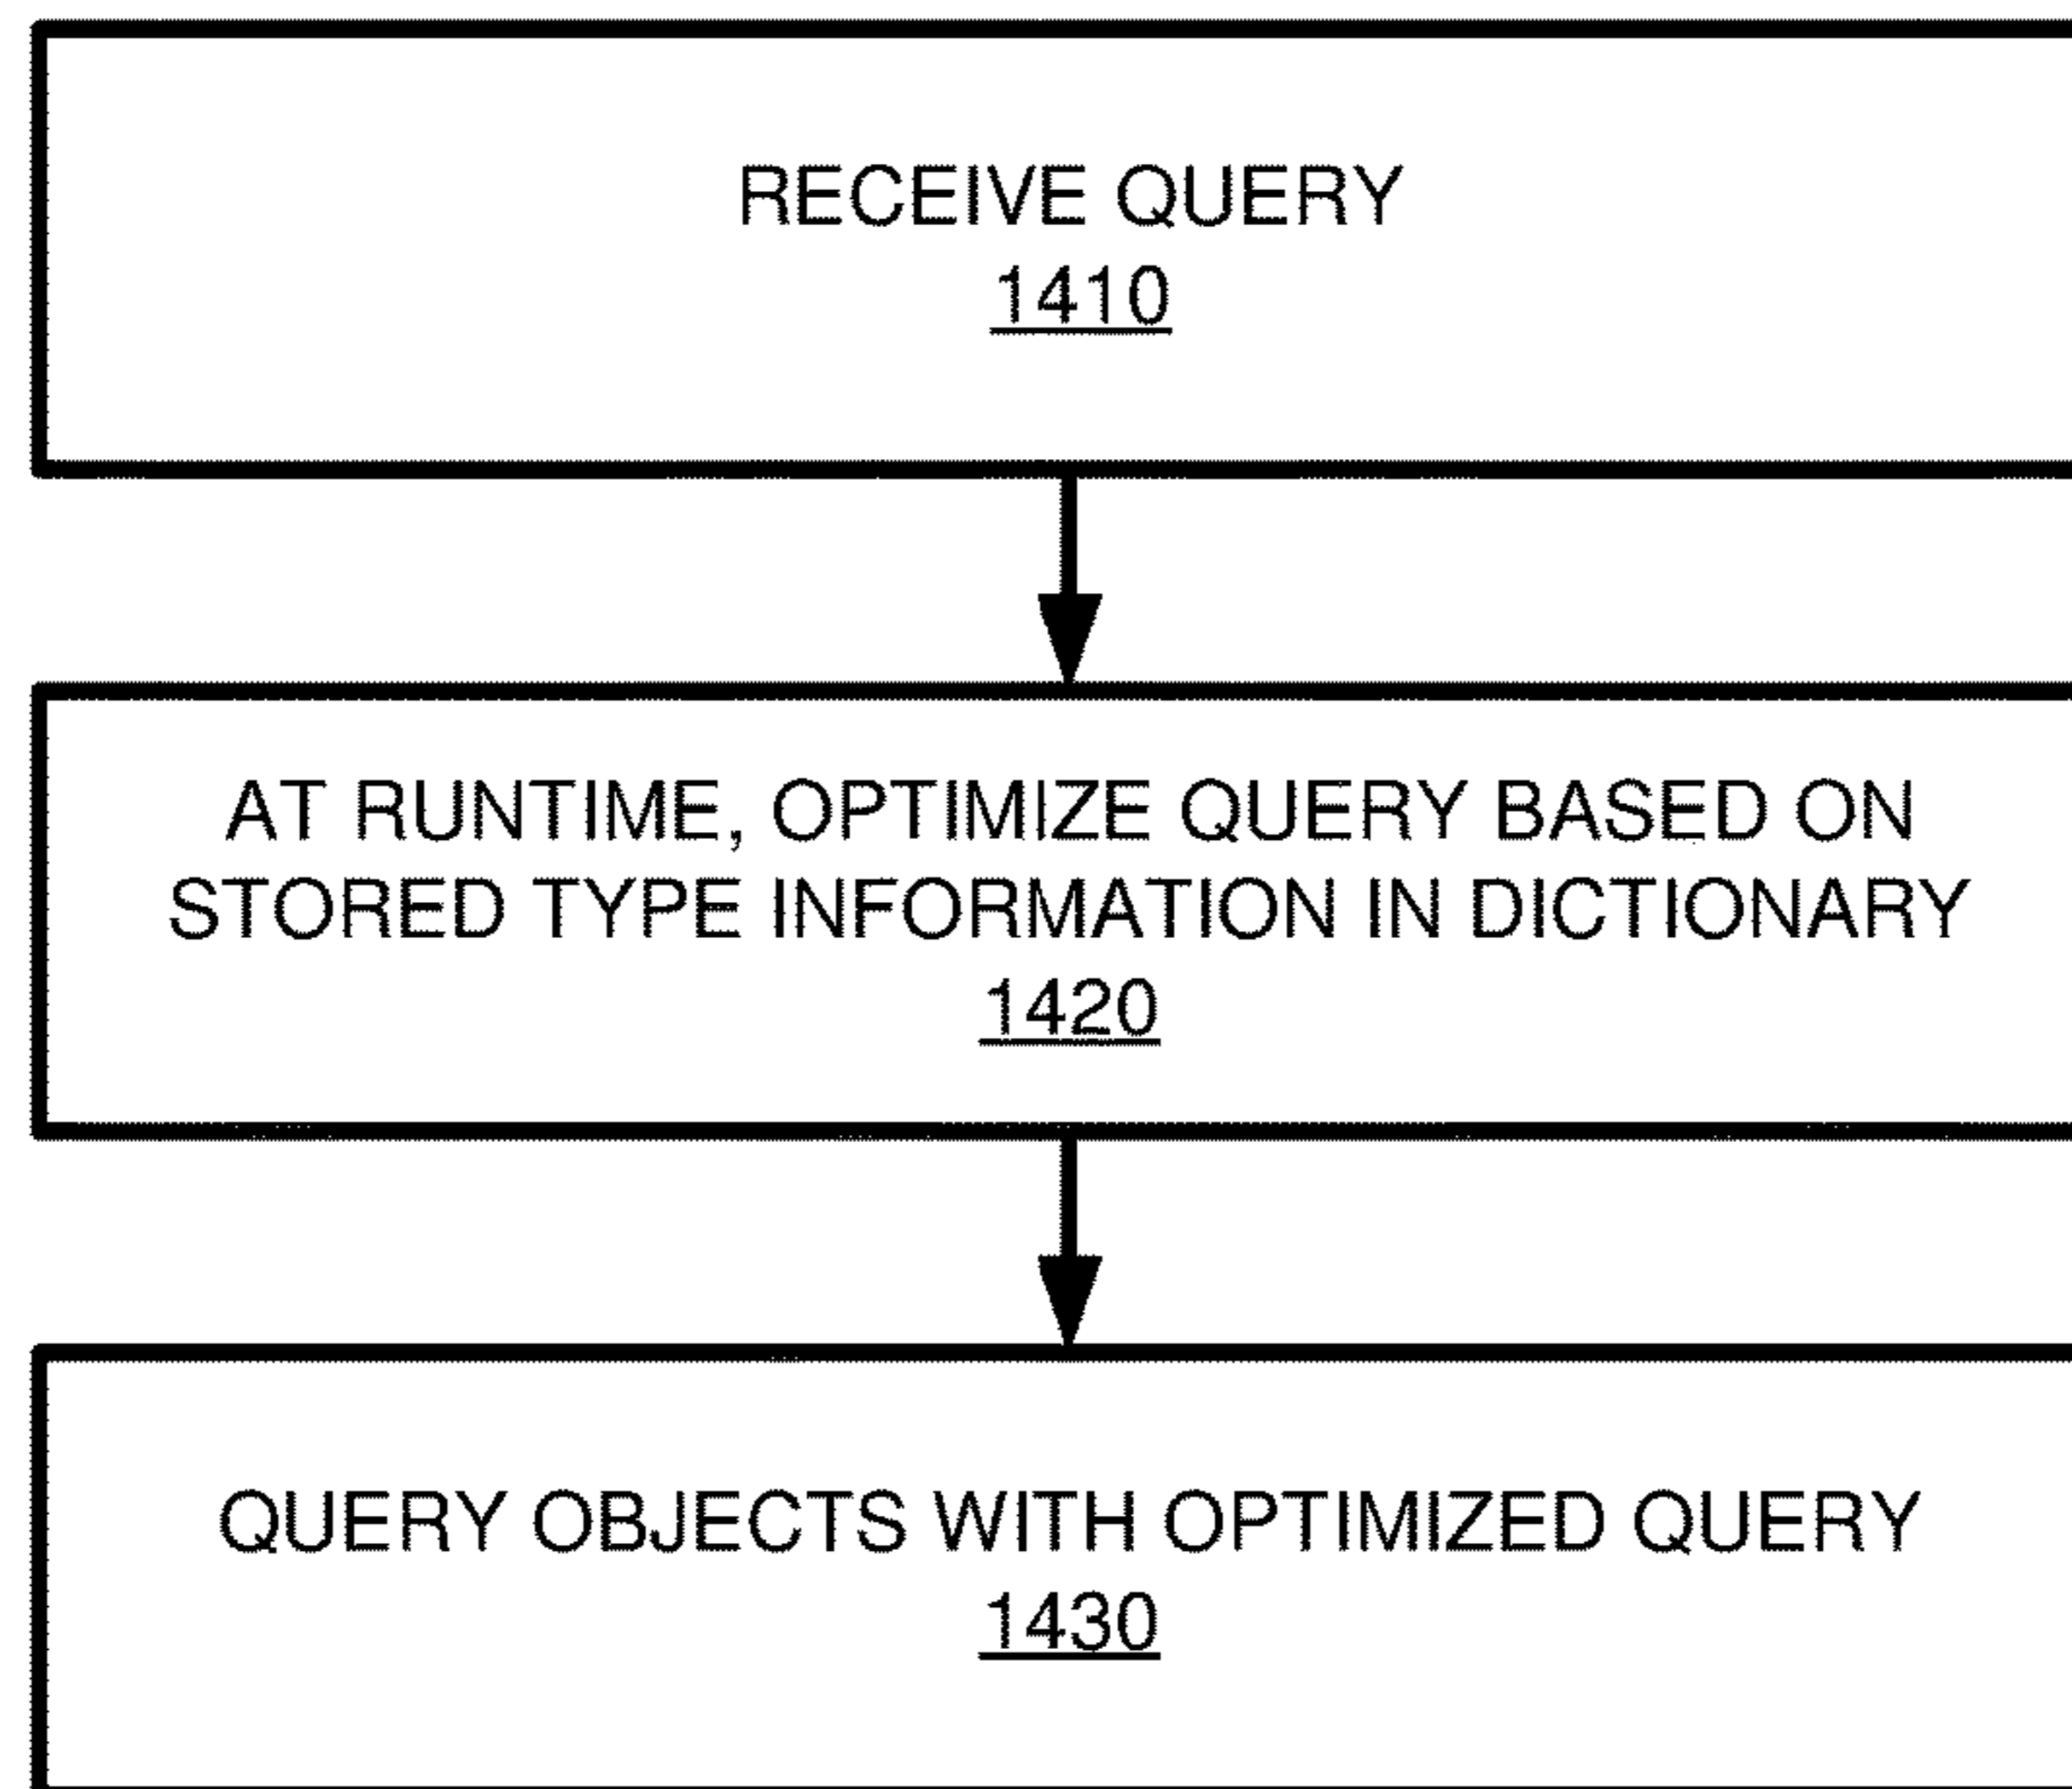 RECEIVE QUERY
1410
AT RUNTIME, OPTIMIZE QUERY BASED ON
STORED TYPE INFORMATION IN DICTIONARY
1420
QUERY OBJECTS WITH OPTIMIZED QUERY
1430